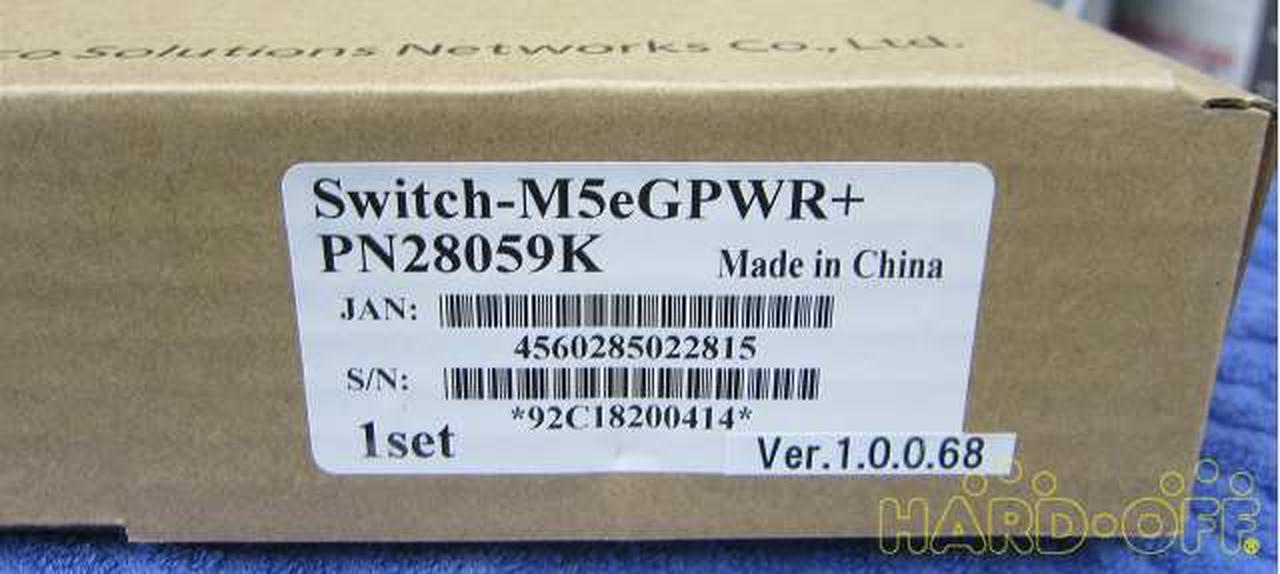 Solutions Networks Co., Ltd.
Switch-M5eGPWR+
PN28059K
Made in China
JAN:
4560285022815
S/N:
*92C18200414*
1set
Ver.1.0.0.68
HARD·OFF